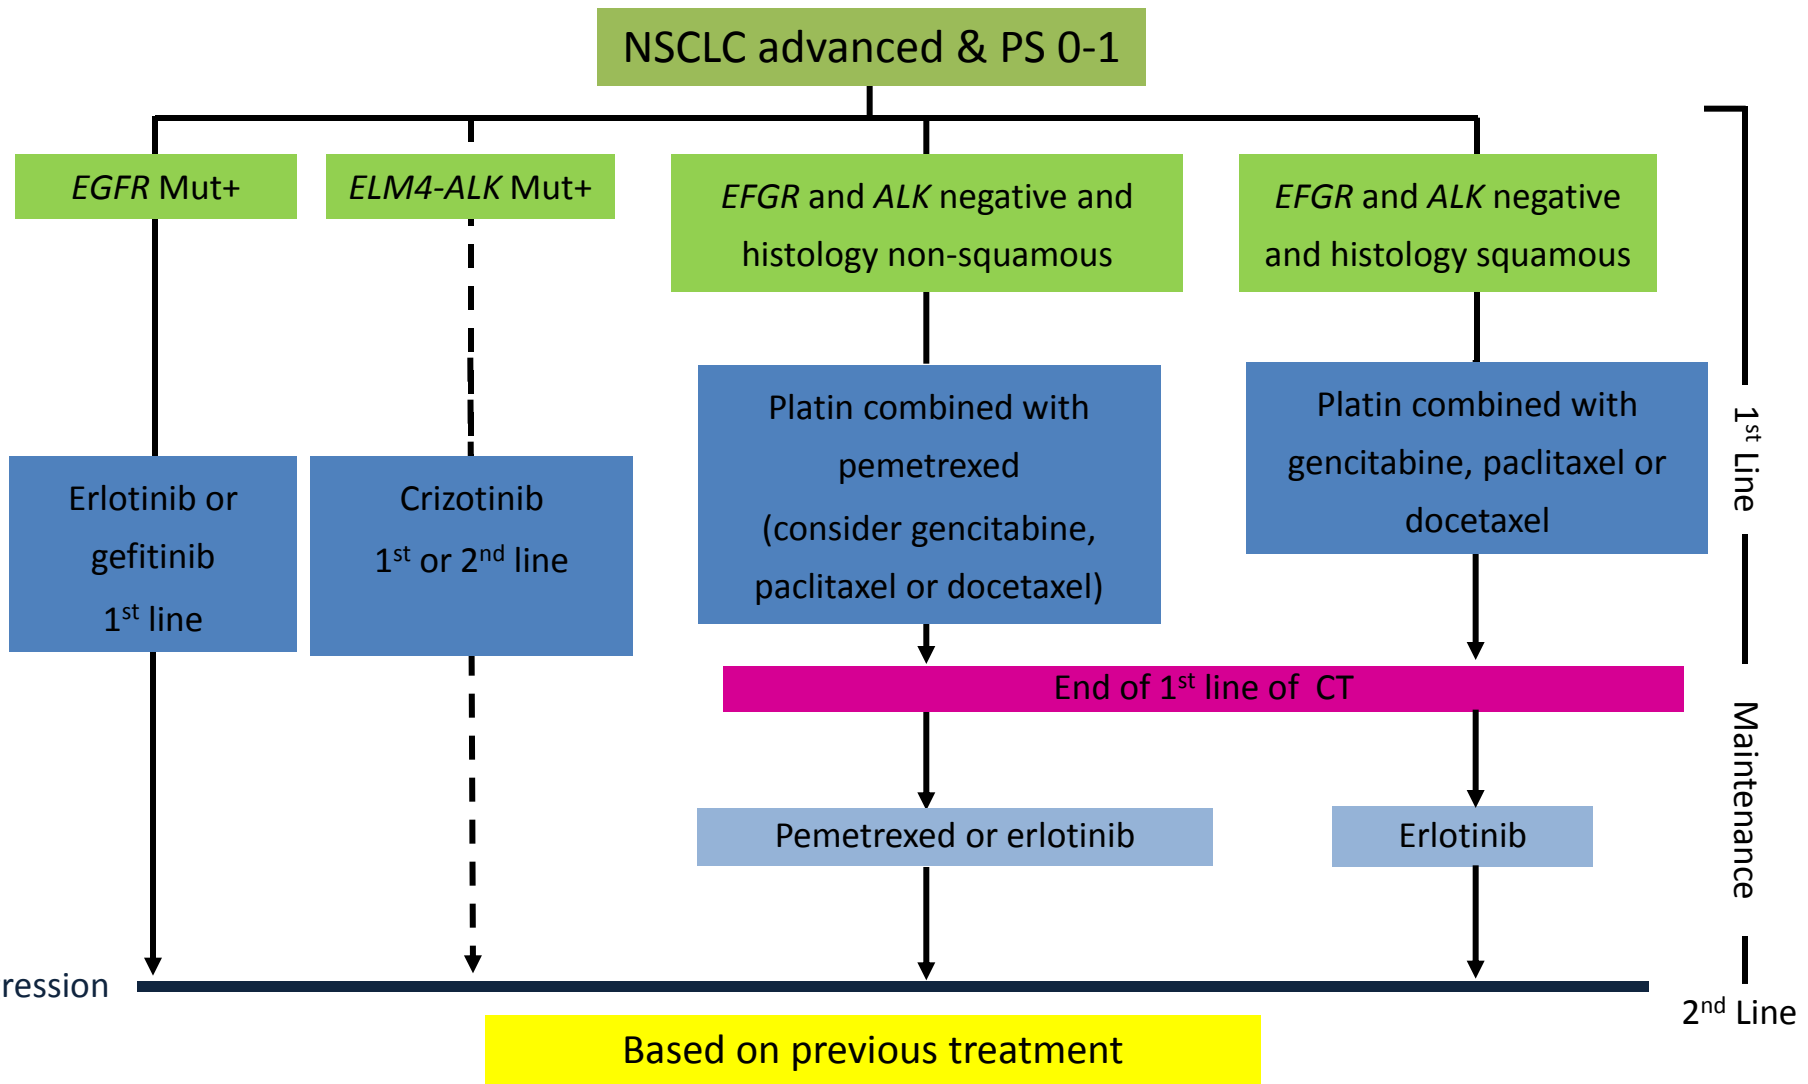 NSCLC advanced & PS 0-1
EGFR Mut+
ELM4-ALK Mut+
EFGR and ALK negative and
histology non-squamous
EFGR and ALK negative
and histology squamous
Erlotinib or
gefitinib
1st line
Crizotinib
1st or 2nd line
Platin combined with
pemetrexed
(consider gencitabine,
paclitaxel or docetaxel)
Platin combined with
gencitabine, paclitaxel or
docetaxel
1st Line
End of 1st line of CT
Maintenance
Pemetrexed or erlotinib
Erlotinib
ression
2nd Line
Based on previous treatment